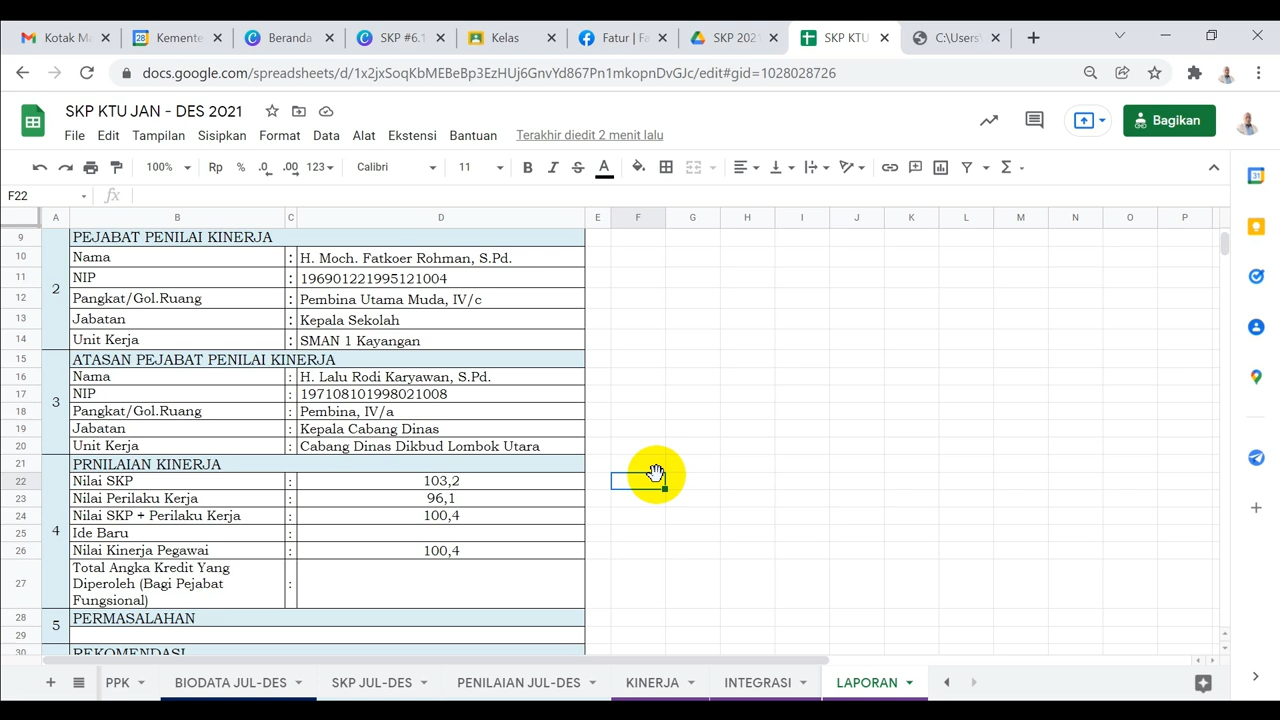 Kotak Ma
Kemente
Beranda
SKP #6.1
Kelas
Fatur | Fa
SKP 2021
SKP KTU
C:\Users\
docs.google.com/spreadsheets/d/1x2jxSoqKbMEBeBp3EzHUj6GnvYd867Pn1mkopnDvGJc/edit#gid=1028028726
SKP KTU JAN - DES 2021
File Edit Tampilan Sisipkan Format Data Alat Ekstensi Bantuan Terakhir diedit 2 menit lalu
Bagikan
100% Rp % .0 .00 123 Calibri 11 B I S A
F22 fx
A B C D E F G H I J K L M N O P
9 PEJABAT PENILAI KINERJA
10 Nama : H. Moch. Fatkoer Rohman, S.Pd.
11 NIP : 196901221995121004
2
12 Pangkat/Gol.Ruang : Pembina Utama Muda, IV/c
13 Jabatan : Kepala Sekolah
14 Unit Kerja : SMAN 1 Kayangan
15 ATASAN PEJABAT PENILAI KINERJA
16 Nama : H. Lalu Rodi Karyawan, S.Pd.
17 NIP : 197108101998021008
3
18 Pangkat/Gol.Ruang : Pembina, IV/a
19 Jabatan : Kepala Cabang Dinas
20 Unit Kerja : Cabang Dinas Dikbud Lombok Utara
21 PRNILAIAN KINERJA
22 Nilai SKP : 103,2
23 Nilai Perilaku Kerja : 96,1
24 Nilai SKP + Perilaku Kerja : 100,4
25 Ide Baru :
4
26 Nilai Kinerja Pegawai : 100,4
27 Total Angka Kredit Yang
Diperoleh (Bagi Pejabat :
Fungsional)
28 PERMASALAHAN
5
29
30 REKOMENDASI
PPK BIODATA JUL-DES SKP JUL-DES PENILAIAN JUL-DES KINERJA INTEGRASI LAPORAN